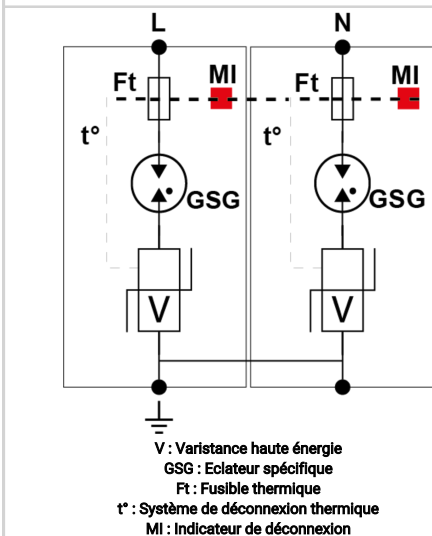 L N
Ft MI Ft MI
t° t°
GSG GSG
V V
V : Varistance haute énergie
GSG : Eclateur spécifique
Ft : Fusible thermique
t° : Système de déconnexion thermique
MI : Indicateur de déconnexion